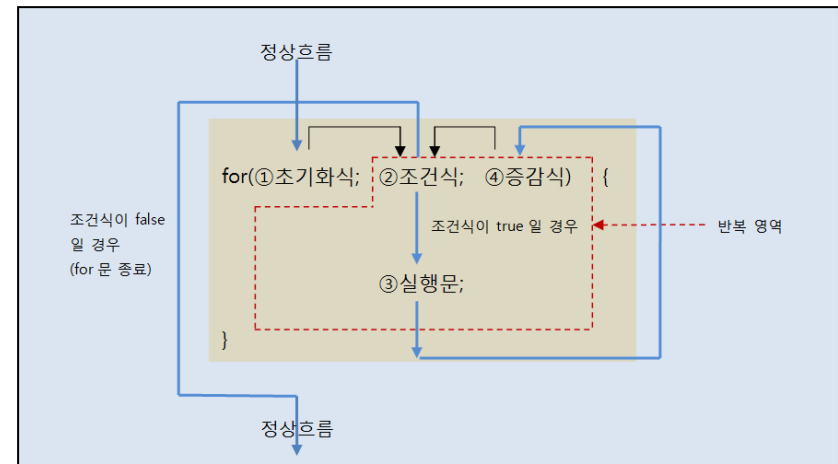 정상흐름
for(①초기화식; ②조건식; ④증감식) {
조건식이 false
일 경우
(for 문 종료)
조건식이 true 일 경우
반복 영역
③실행문;
}
정상흐름